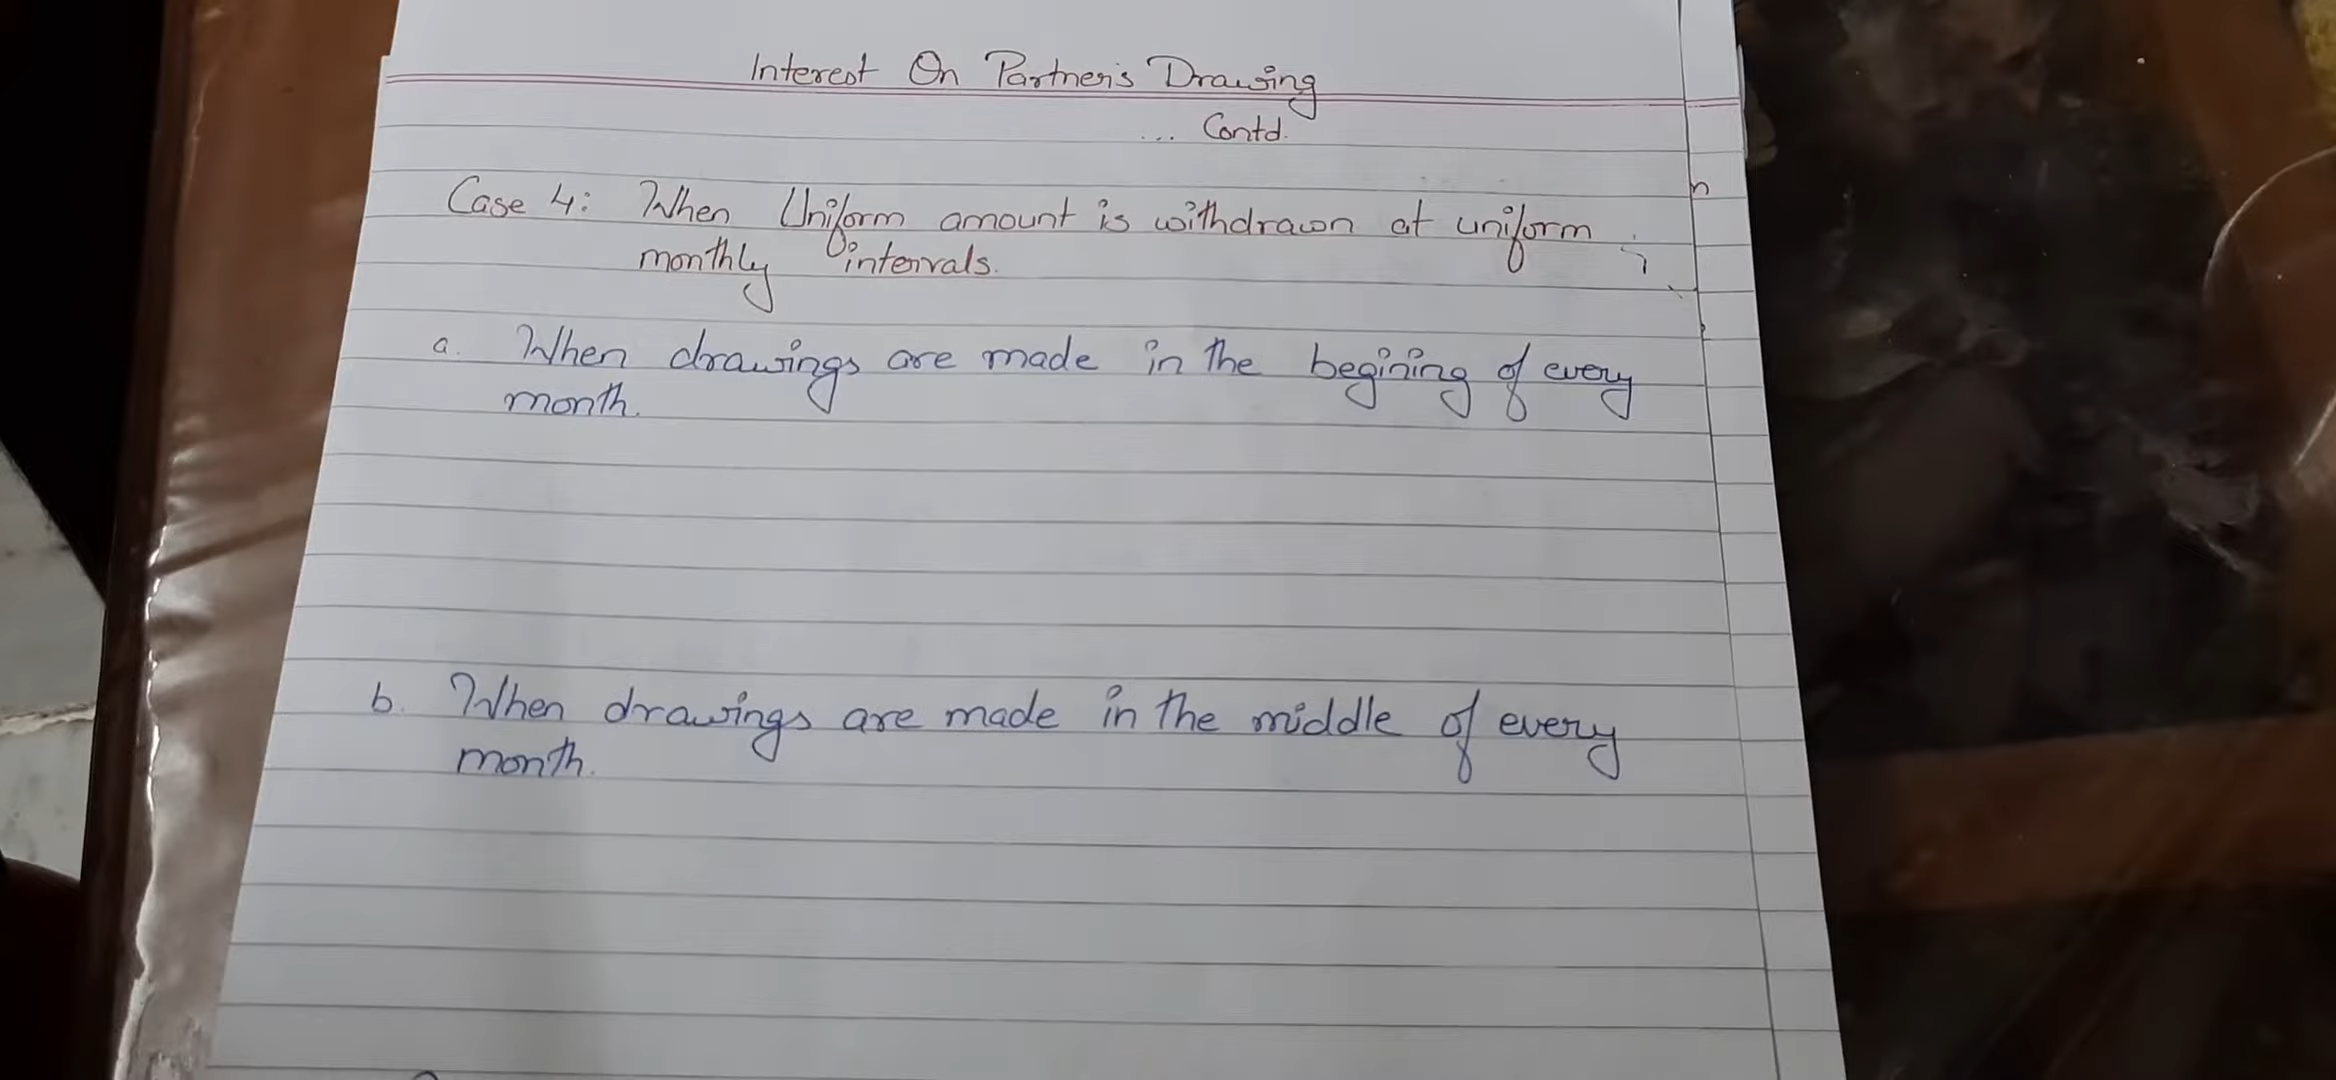 Interest On Partner's Drawing
... Contd.
Case 4: When Uniform amount is withdrawn at uniform
monthly intervals.
a. When drawings are made in the begining of every
month.
b. When drawings are made in the middle of every
month.